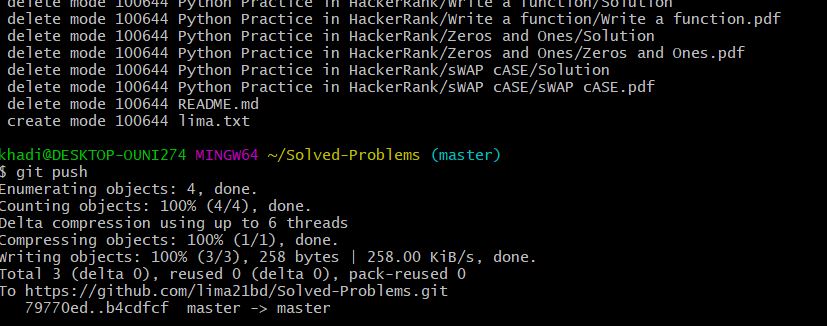 delete mode 100644 Python Practice in HackerRank/Write a function/Solution
delete mode 100644 Python Practice in HackerRank/Write a function/Write a function.pdf
delete mode 100644 Python Practice in HackerRank/Zeros and Ones/Solution
delete mode 100644 Python Practice in HackerRank/Zeros and Ones/Zeros and Ones.pdf
delete mode 100644 Python Practice in HackerRank/sWAP cASE/Solution
delete mode 100644 Python Practice in HackerRank/sWAP cASE/sWAP cASE.pdf
delete mode 100644 README.md
create mode 100644 lima.txt
khadi@DESKTOP-OUNI274 MINGW64 ~/Solved-Problems (master)
$ git push
Enumerating objects: 4, done.
Counting objects: 100% (4/4), done.
Delta compression using up to 6 threads
Compressing objects: 100% (1/1), done.
Writing objects: 100% (3/3), 258 bytes | 258.00 KiB/s, done.
Total 3 (delta 0), reused 0 (delta 0), pack-reused 0
To https://github.com/lima21bd/Solved-Problems.git
79770ed..b4cdfcf  master -> master